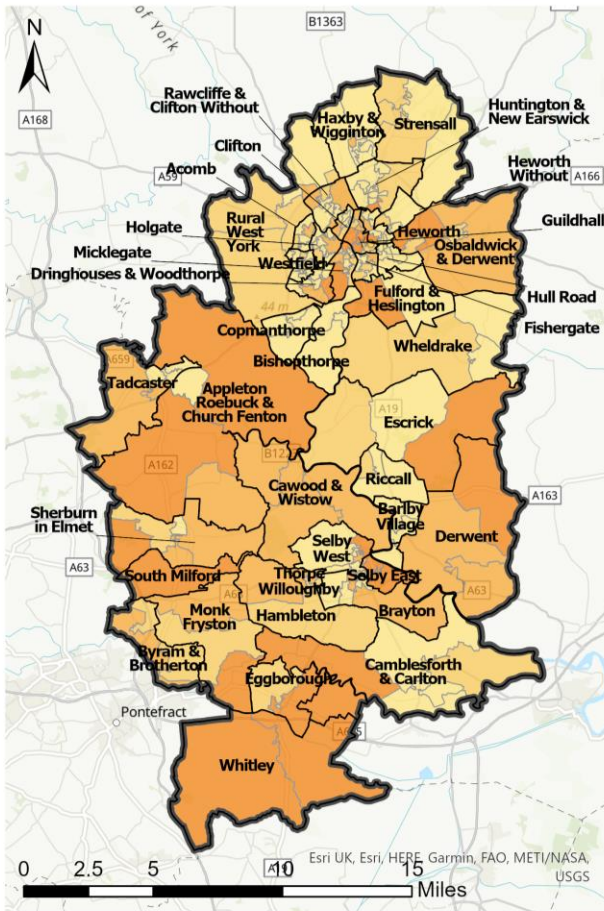 of York
B1363
N
A168
Rawcliffe &
Clifton Without
Haxby &
Wigginton
Strensall
Huntington &
New Earswick
Clifton
Acomb
A59
Heworth
Without
A166
Holgate
Rural
West
York
Heworth
Guildhall
Micklegate
Westfield
Osbaldwick
& Derwent
Dringhouses & Woodthorpe
Fulford &
Heslington
Hull Road
44 m
Fishergate
Copmanthorpe
Bishopthorpe
Wheldrake
A659
Tadcaster
Appleton
Roebuck &
Church Fenton
A19
Escrick
A162
B122
Cawood &
Wistow
Riccall
A163
Sherburn
in Elmet
Barlby
Village
Selby
West
Derwent
A63
South Milford
Thorpe
Willoughby
Selby East
A63
A63
Monk
Fryston
Hambleton
Brayton
Byram &
Brotherton
Camblesforth
& Carlton
Eggborough
Pontefract
Whitley
Esri UK, Esri, HERE, Garmin, FAO, METI/NASA,
USGS
0 2.5 5 10 15
Miles